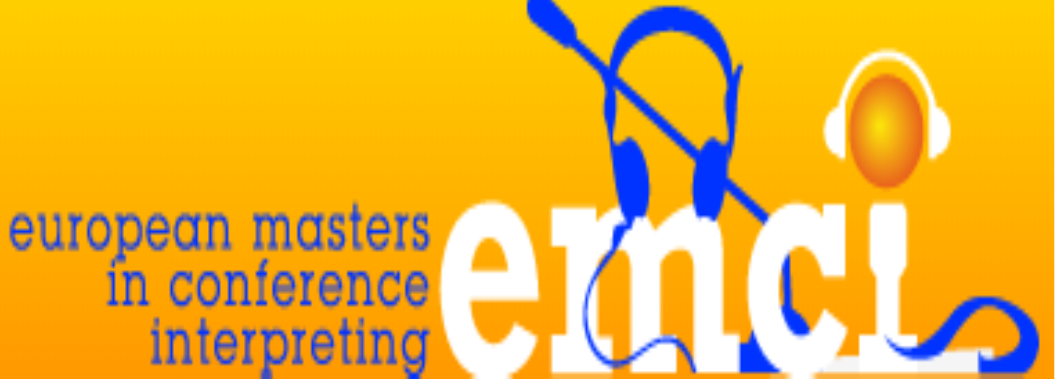 european masters
in conference
interpreting
emci